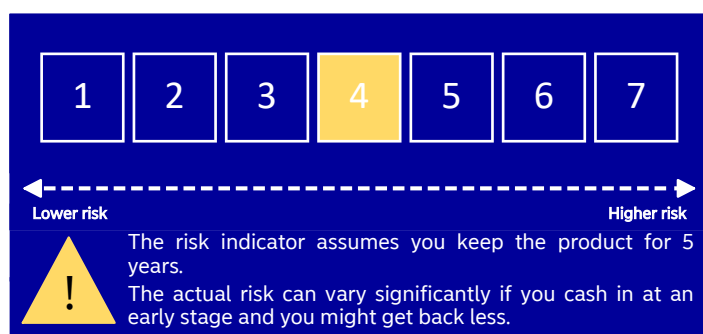 1 2 3 4 5 6 7
Lower risk Higher risk
The risk indicator assumes you keep the product for 5
years.
!
The actual risk can vary significantly if you cash in at an
early stage and you might get back less.